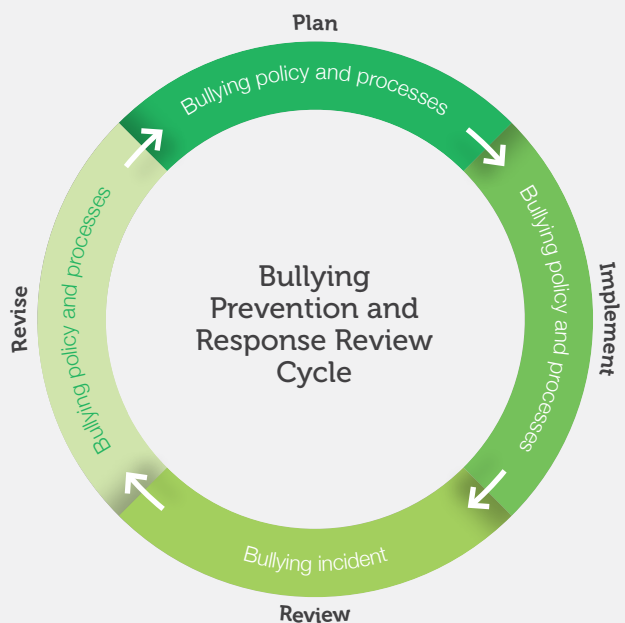 Plan
Bullying policy and processes
Implement
Bullying policy and processes
Bullying
Prevention and
Response Review
Cycle
Review
Bullying incident
Revise
Bullying policy and processes